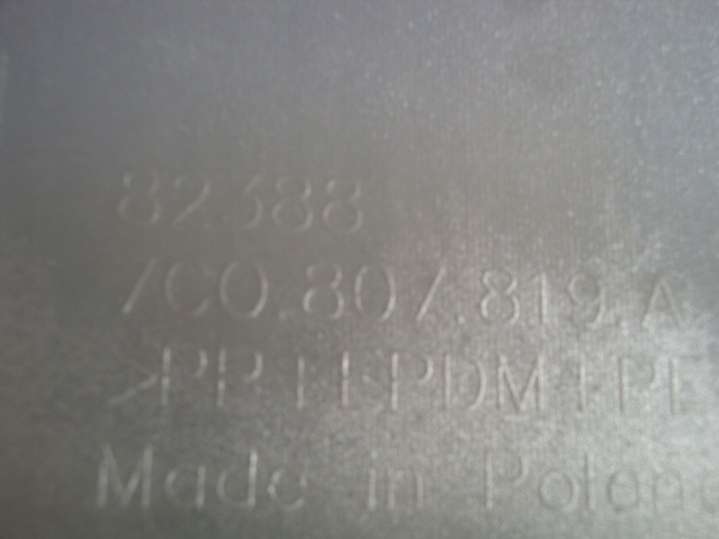 82388
7C0.807.819.A
>PP+EPDM+PE
Made in Poland